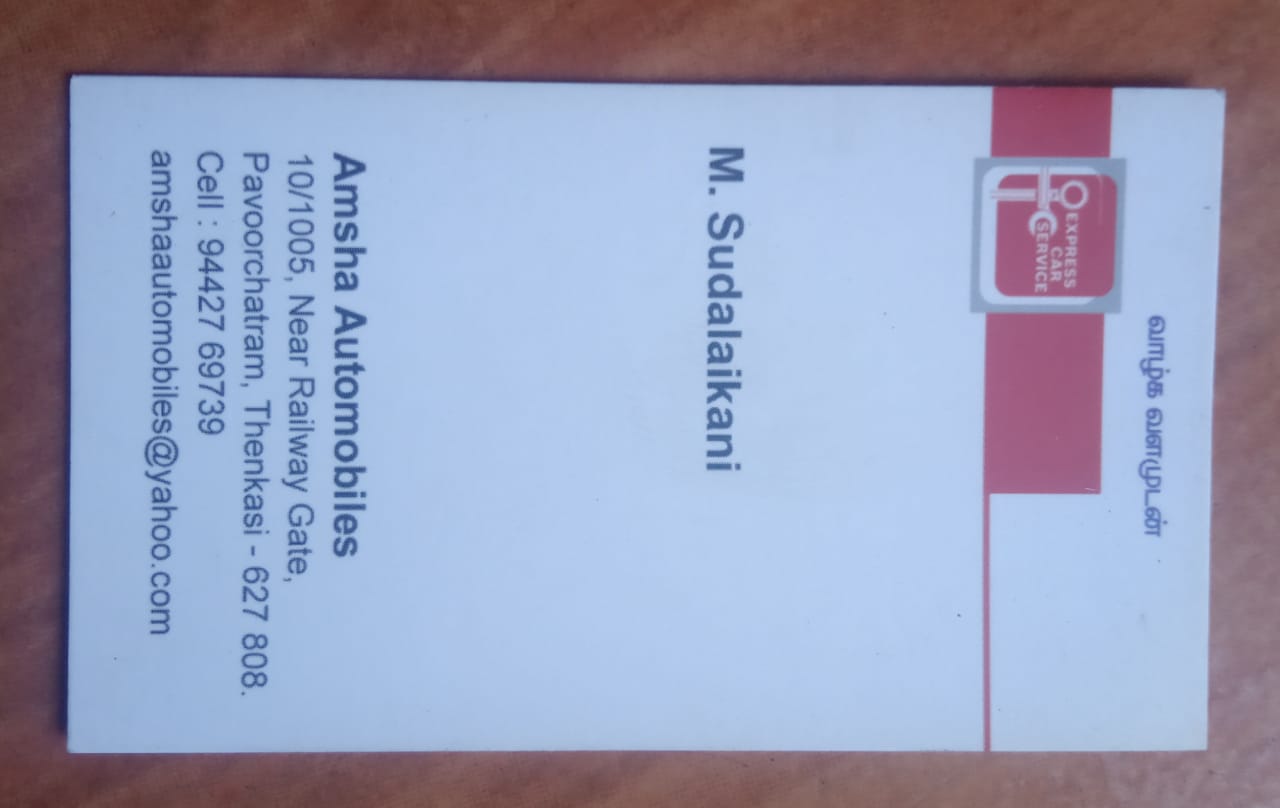 வாழ்க வளமுடன்
EXPRESS
CAR
SERVICE
M. Sudalaikani
Amsha Automobiles
10/1005, Near Railway Gate,
Pavoorchatram, Thenkasi - 627 808.
Cell : 94427 69739
amshaautomobiles@yahoo.com